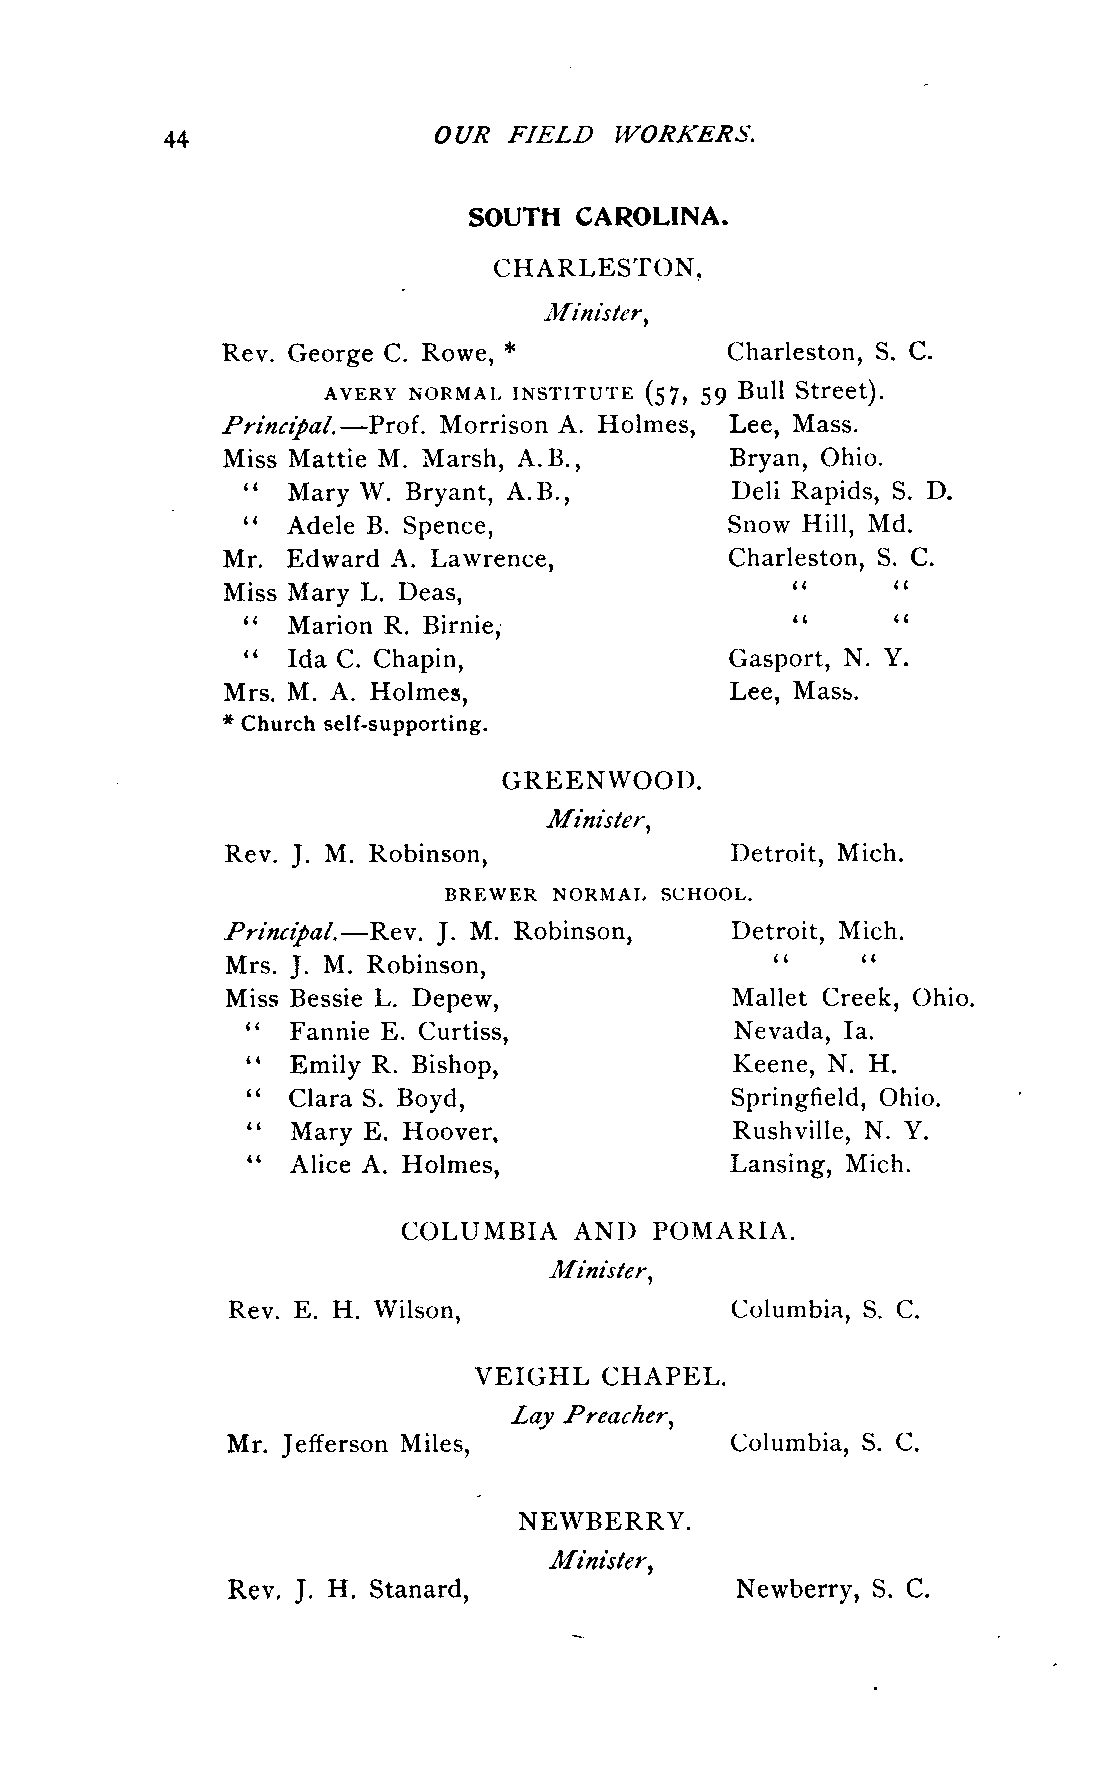 44 OUR FIELD WORKERS.
SOUTH CAROLINA.
CHARLESTON,
Minister,
Rev. George C. Rowe, * Charleston, S. C.
AVERY NORMAL INSTITUTE (57, 59 Bull Street).
Principal.—Prof. Morrison A. Holmes, Lee, Mass.
Miss Mattie M. Marsh, A.B., Bryan, Ohio.
“ Mary W. Bryant, A.B., Deli Rapids, S. D.
“ Adele B. Spence, Snow Hill, Md.
Mr. Edward A. Lawrence, Charleston, S. C.
Miss Mary L. Deas, “ “
“ Marion R. Birnie, “ “
“ Ida C. Chapin, Gasport, N. Y.
Mrs. M. A. Holmes, Lee, Mass.
* Church self-supporting.
GREENWOOD.
Minister,
Rev. J. M. Robinson, Detroit, Mich.
BREWER NORMAL SCHOOL.
Principal.—Rev. J. M. Robinson, Detroit, Mich.
Mrs. J. M. Robinson, “ “
Miss Bessie L. Depew, Mallet Creek, Ohio.
“ Fannie E. Curtiss, Nevada, Ia.
“ Emily R. Bishop, Keene, N. H.
“ Clara S. Boyd, Springfield, Ohio.
“ Mary E. Hoover, Rushville, N. Y.
“ Alice A. Holmes, Lansing, Mich.
COLUMBIA AND POMARIA.
Minister,
Rev. E. H. Wilson, Columbia, S. C.
VEIGHL CHAPEL.
Lay Preacher,
Mr. Jefferson Miles, Columbia, S. C.
NEWBERRY.
Minister,
Rev. J. H. Stanard, Newberry, S. C.